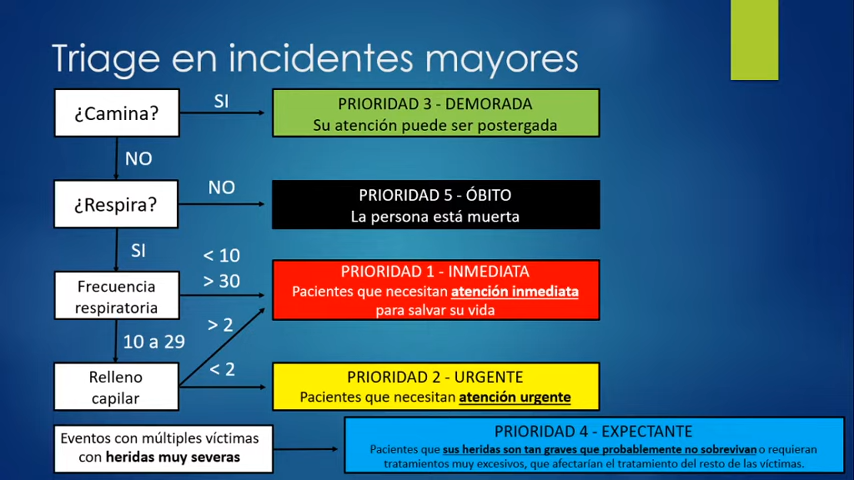 Triage en incidentes mayores
¿Camina?
SI
PRIORIDAD 3 - DEMORADA
Su atención puede ser postergada
NO
¿Respira?
NO
PRIORIDAD 5 - ÓBITO
La persona está muerta
SI
< 10
> 30
Frecuencia
respiratoria
PRIORIDAD 1 - INMEDIATA
Pacientes que necesitan atención inmediata
para salvar su vida
10 a 29
> 2
< 2
Relleno
capilar
PRIORIDAD 2 - URGENTE
Pacientes que necesitan atención urgente
Eventos con múltiples víctimas
con heridas muy severas
PRIORIDAD 4 - EXPECTANTE
Pacientes que sus heridas son tan graves que probablemente no sobrevivan o requieran
tratamientos muy excesivos, que afectarían el tratamiento del resto de las víctimas.